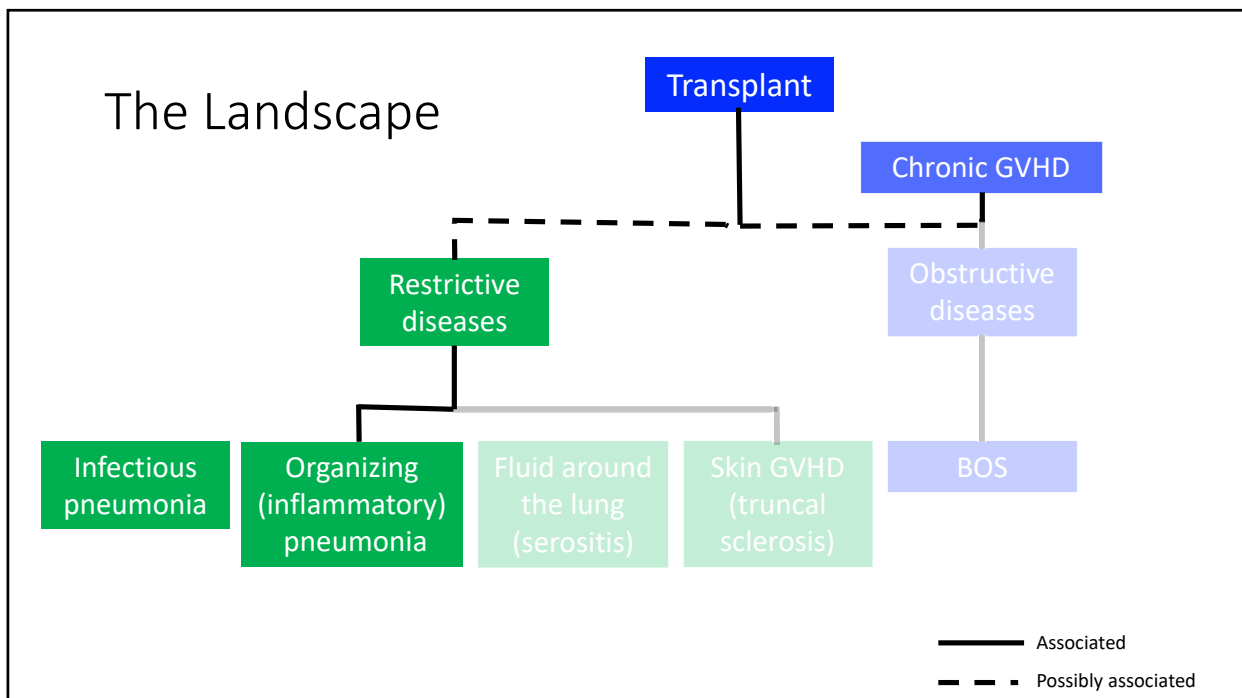 The Landscape
Transplant
Chronic GVHD
Restrictive
diseases
Obstructive
diseases
Infectious
pneumonia
Organizing
(inflammatory)
pneumonia
Fluid around
the lung
(serositis)
Skin GVHD
(truncal
sclerosis)
BOS
Associated
Possibly associated